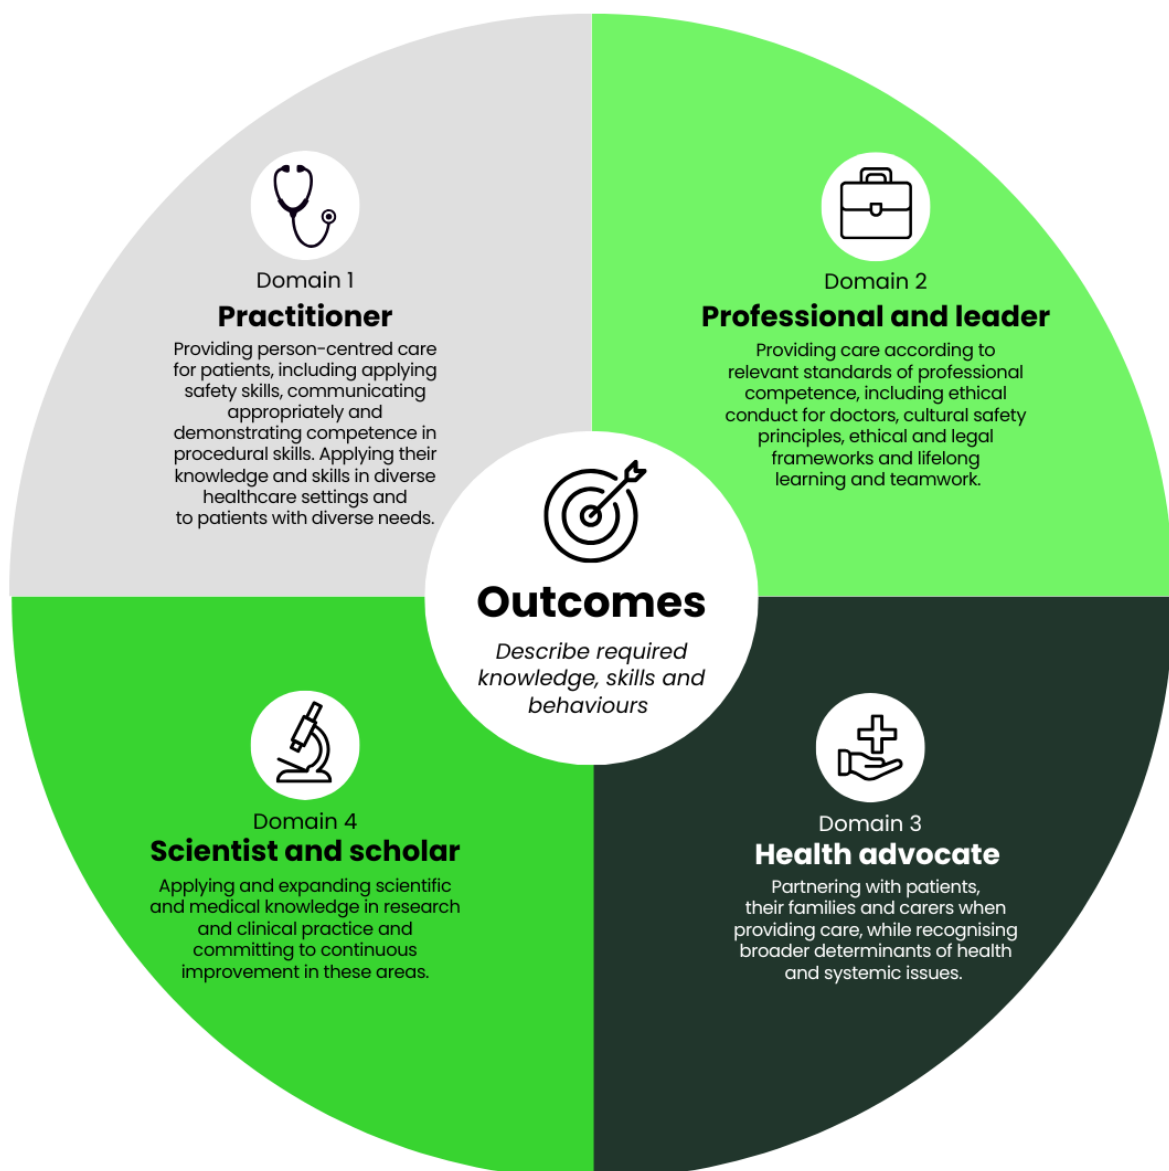 Domain 1
Practitioner
Providing person-centred care
for patients, including applying
safety skills, communicating
appropriately and
demonstrating competence in
procedural skills. Applying their
knowledge and skills in diverse
healthcare settings and
to patients with diverse needs.
Domain 2
Professional and leader
Providing care according to
relevant standards of professional
competence, including ethical
conduct for doctors, cultural safety
principles, ethical and legal
frameworks and lifelong
learning and teamwork.
Outcomes
Describe required
knowledge, skills and
behaviours
Domain 4
Scientist and scholar
Applying and expanding scientific
and medical knowledge in research
and clinical practice and
committing to continuous
improvement in these areas.
Domain 3
Health advocate
Partnering with patients,
their families and carers when
providing care, while recognising
broader determinants of health
and systemic issues.